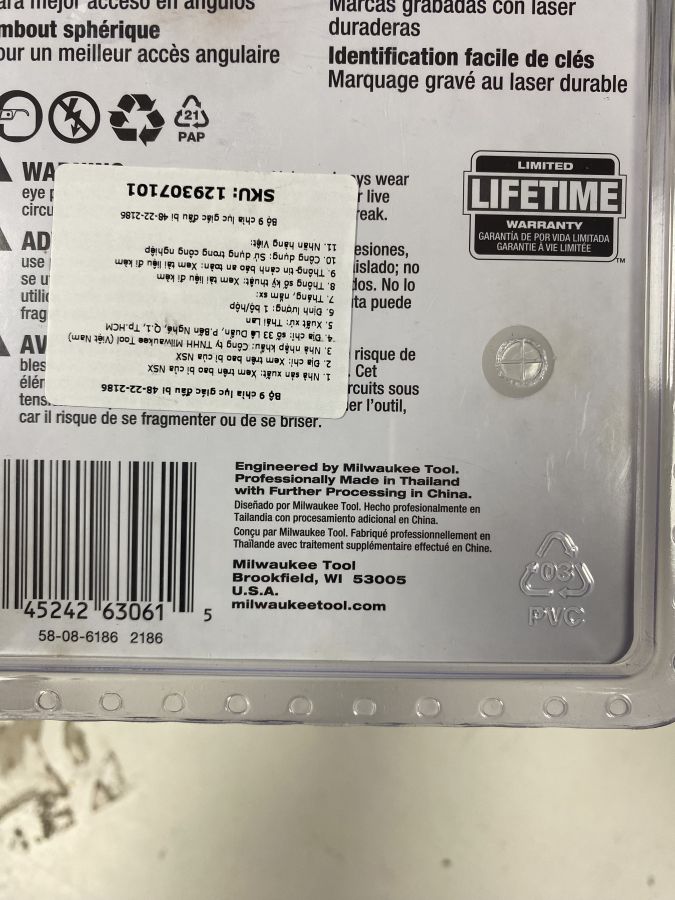 para mejor acceso en ángulos
mbout sphérique
our un meilleur accès angulaire
Marcas grabadas con láser
duraderas
Identification facile de clés
Marquage gravé au laser durable
21
PAP
eye
circu
ys wear
live
reak.
AD
use
se
frag
esiones,
islado; no
dos. No lo
ta puede
AV
bles
tens
risque de
Cet
rcuits sous
er l'outil,
car il risque de se fragmenter ou de se briser.
Bộ 9 chìa lục giác đầu bi 48-22-2186
1. Nhà sản xuất: Xem trên bao bì của NSX
2. Địa chỉ: Xem trên bao bì của NSX
3. Nhà nhập khẩu: Công ty TNHH Milwaukee Tool (Việt Nam)
4. Địa chỉ: số 33 Lê Duẩn, P.Bến Nghé, Q.1, Tp.HCM
5. Xuất xứ: Thái Lan
6. Định lượng: 1 bộ/hộp
7. Tháng, năm sx:
8. Thông số kỹ thuật: Xem tài liệu đi kèm
9. Thông tin cảnh báo an toàn: Xem tài liệu đi kèm
10. Công dụng: Sử dụng trong công nghiệp
11. Nhãn hàng Việt:
Bộ 9 chìa lục giác đầu bi 48-22-2186
SKU: 129307101
LIMITED
LIFETIME
WARRANTY
GARANTÍA DE POR VIDA LIMITADA
GARANTIE À VIE LIMITÉE
TM
Engineered by Milwaukee Tool.
Professionally Made in Thailand
with Further Processing in China.
Diseñado por Milwaukee Tool. Hecho profesionalmente en
Tailandia con procesamiento adicional en China.
Conçu par Milwaukee Tool. Fabriqué professionnellement en
Thaïlande avec traitement supplémentaire effectué en Chine.
Milwaukee Tool
Brookfield, WI 53005
U.S.A.
milwaukeetool.com
45242 63061 5
58-08-6186 2186
03
PVC